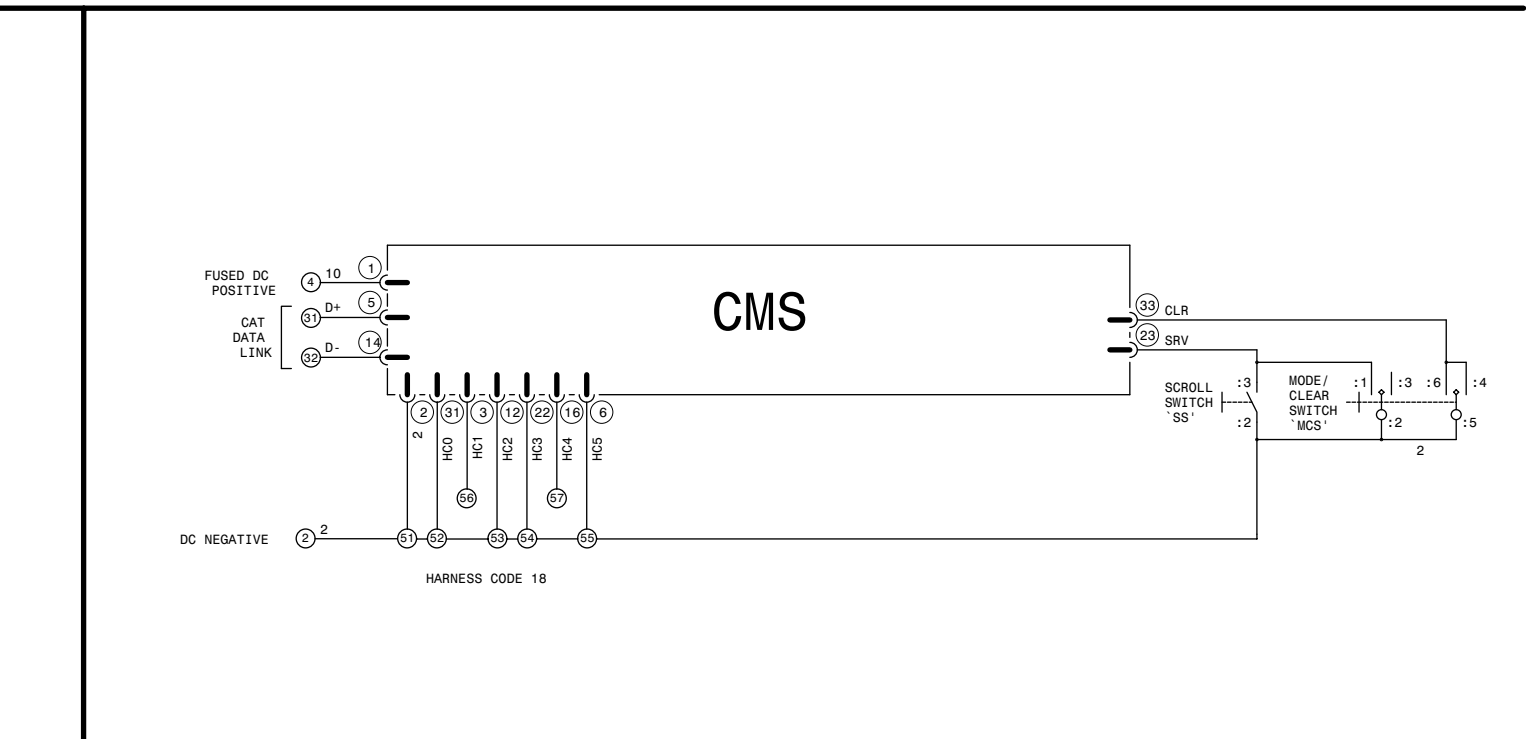 CMS
FUSED DC
POSITIVE
4
10
1
CAT
DATA
LINK
31
D+
5
32
D-
14
33
CLR
23
SRV
2
31
3
12
22
16
6
2
HC0
HC1
HC2
HC3
HC4
HC5
56
57
DC NEGATIVE
2
2
51
52
53
54
55
HARNESS CODE 18
SCROLL
SWITCH
`SS'
:3
:2
MODE/
CLEAR
SWITCH
`MCS'
:1
:3
:6
:4
:2
:5
2